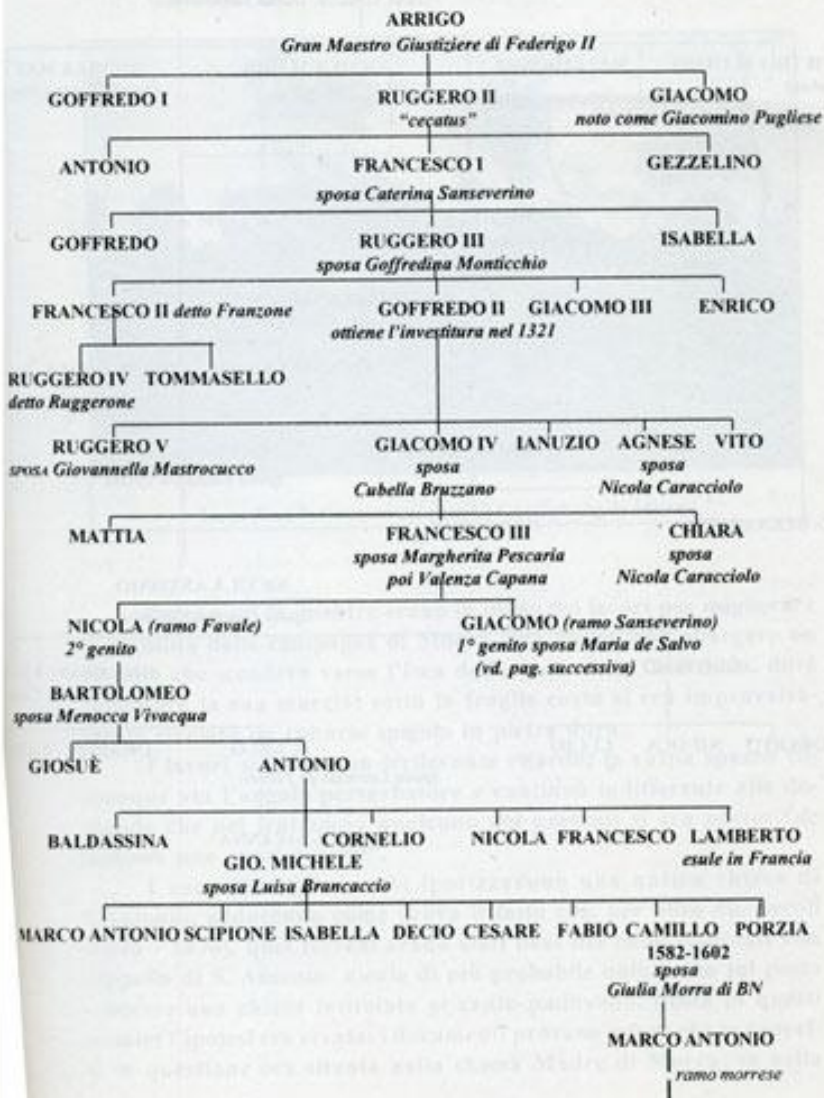 ARRIGO
Gran Maestro Giustiziere di Federigo II
GOFFREDO I RUGGERO II GIACOMO
"cecatus" noto come Giacomino Pugliese
ANTONIO FRANCESCO I GEZZELINO
sposa Caterina Sanseverino
GOFFREDO RUGGERO III ISABELLA
sposa Goffredina Monticchio
FRANCESCO II detto Franzone GOFFREDO II GIACOMO III ENRICO
ottiene l'investitura nel 1321
RUGGERO IV TOMMASELLO
detto Ruggerone
RUGGERO V GIACOMO IV IANUZIO AGNESE VITO
sposa Giovannella Mastrocucco sposa sposa
Cubella Bruzzano Nicola Caracciolo
MATTIA FRANCESCO III CHIARA
sposa Margherita Pescaria sposa
poi Valenza Capana Nicola Caracciolo
NICOLA (ramo Favale) GIACOMO (ramo Sanseverino)
2° genito 1° genito sposa Maria de Salvo
(vd. pag. successiva)
BARTOLOMEO
sposa Menocca Vivacqua
GIOSUÈ ANTONIO
BALDASSINA CORNELIO NICOLA FRANCESCO LAMBERTO
GIO. MICHELE esule in Francia
sposa Luisa Brancaccio
MARCO ANTONIO SCIPIONE ISABELLA DECIO CESARE FABIO CAMILLO PORZIA
1582-1602
sposa
Giulia Morra di BN
MARCO ANTONIO
ramo morrese